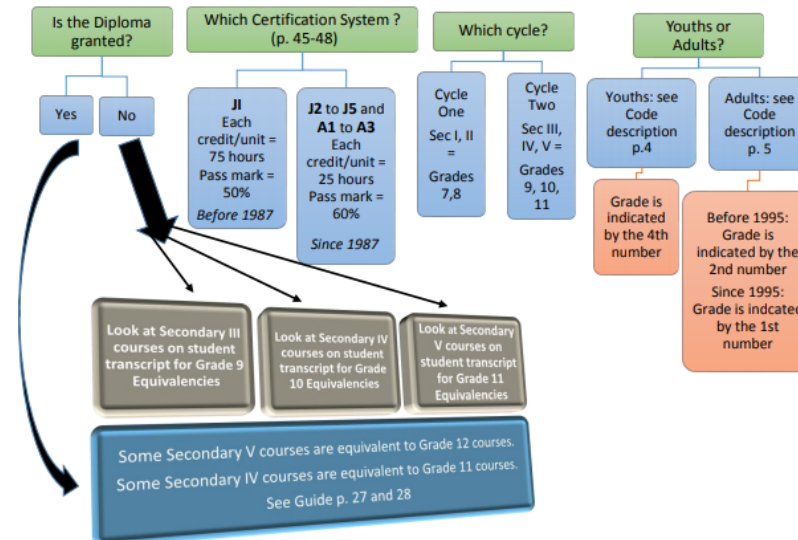 Is the Diploma
granted?
Yes
No
Which Certification System ?
(p. 45-48)
JI
Each
credit/unit =
75 hours
Pass mark =
50%
Before 1987
J2 to J5 and
A1 to A3
Each
credit/unit =
25 hours
Pass mark =
60%
Since 1987
Which cycle?
Cycle
One
Sec I, II
=
Grades
7,8
Cycle
Two
Sec III,
IV, V =
Grades
9, 10,
11
Youths or
Adults?
Youths: see
Code
description
p.4
Grade is
indicated
by the 4th
number
Adults: see
Code
description
p. 5
Before 1995:
Grade is
indicated by the
2nd number
Since 1995:
Grade is indcated
by the 1st
number
Look at Secondary III
courses on student
transcript for Grade 9
Equivalencies
Look at Secondary IV
courses on student
transcript for Grade
10 Equivalencies
Look at Secondary
V courses on
student transcript
for Grade 11
Equivalencies
Some Secondary V courses are equivalent to Grade 12 courses.
Some Secondary IV courses are equivalent to Grade 11 courses.
See Guide p. 27 and 28